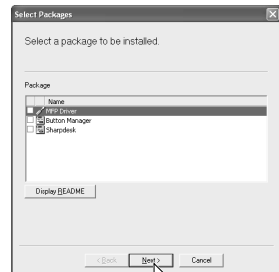 Select Packages
Select a package to be installed.
Package
Name
MFP Driver
Button Manager
Sharpdesk
Display README
< Back
Next >
Cancel